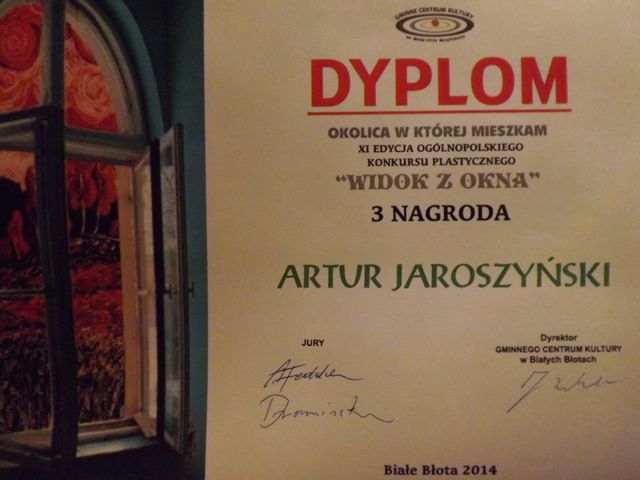 GMINNE CENTRUM KULTURY
W BIAŁYCH BŁOTACH
DYPLOM
OKOLICA W KTÓREJ MIESZKAM
XI EDYCJA OGÓLNOPOLSKIEGO
KONKURSU PLASTYCZNEGO
“WIDOK Z OKNA”
3 NAGRODA
ARTUR JAROSZYŃSKI
JURY
Dyrektor
GMINNEGO CENTRUM KULTURY
w Białych Błotach
Białe Błota 2014